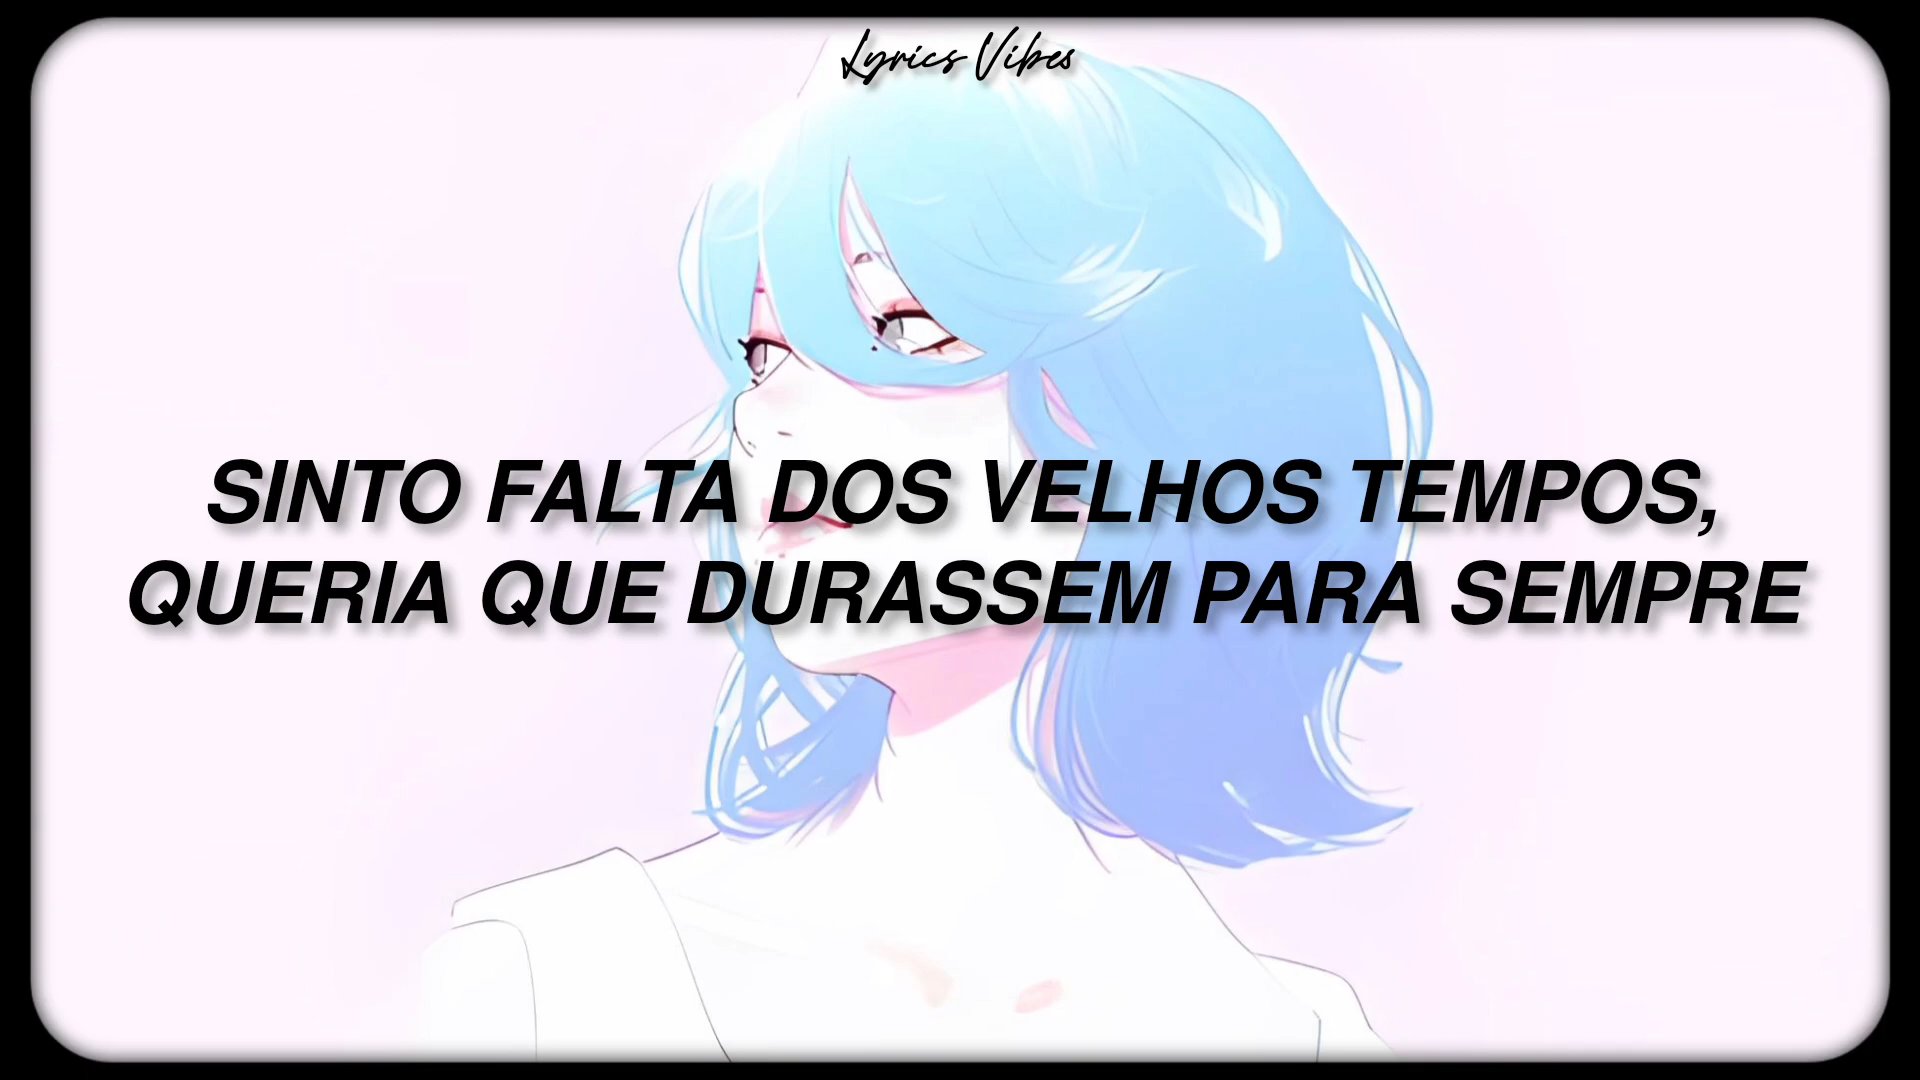 Lyrics Vibes
SINTO FALTA DOS VELHOS TEMPOS,
QUERIA QUE DURASSEM PARA SEMPRE